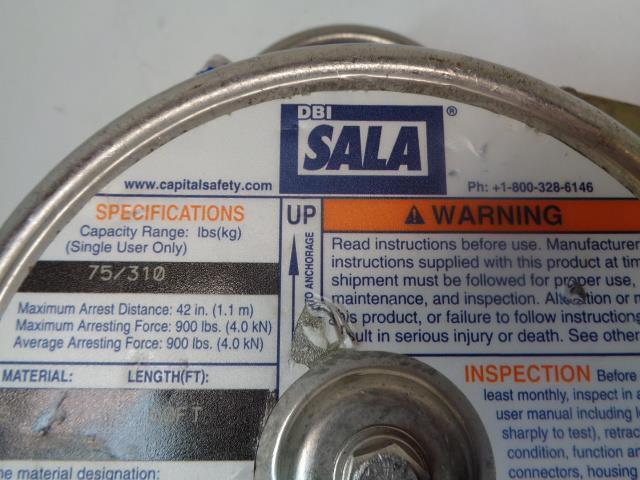 DBI
SALA®
www.capitalsafety.com
Ph: +1-800-328-6146
SPECIFICATIONS
Capacity Range: lbs(kg)
(Single User Only)
75/310
Maximum Arrest Distance: 42 in. (1.1 m)
Maximum Arresting Force: 900 lbs. (4.0 kN)
Average Arresting Force: 900 lbs. (4.0 kN)
MATERIAL: LENGTH(FT):
FT
material designation:
UP
TO ANCHORAGE
WARNING
Read instructions before use. Manufacturer
instructions supplied with this product at
shipment must be followed for proper use,
maintenance, and inspection. or
this product, or failure to follow instructions
in serious injury or death. See other
INSPECTION Before
least monthly, inspect in
user manual including
sharply to test),
condition, function
connectors, housing